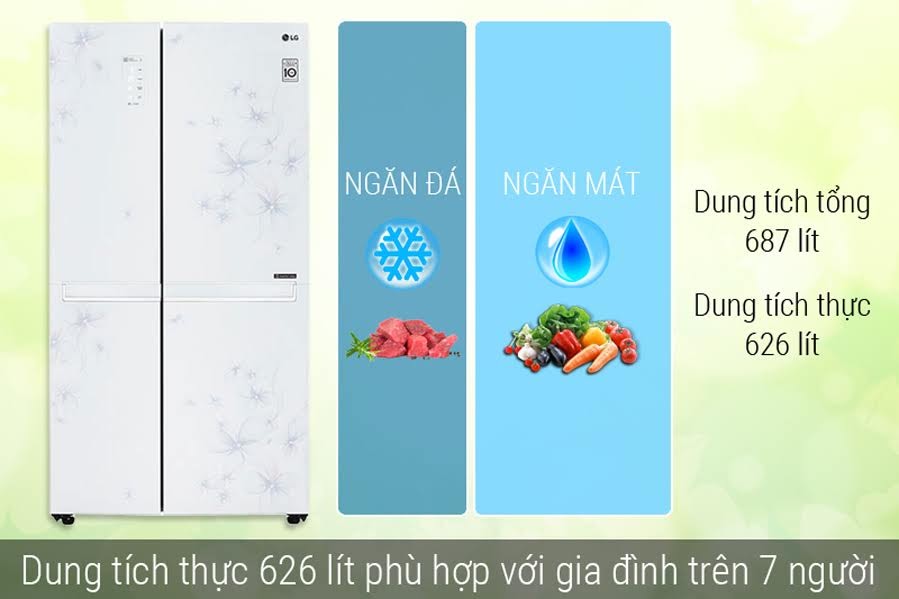 LG
10
NGĂN ĐÁ
NGĂN MÁT
Dung tích tổng
687 lít
Dung tích thực
626 lít
Dung tích thực 626 lít phù hợp với gia đình trên 7 người